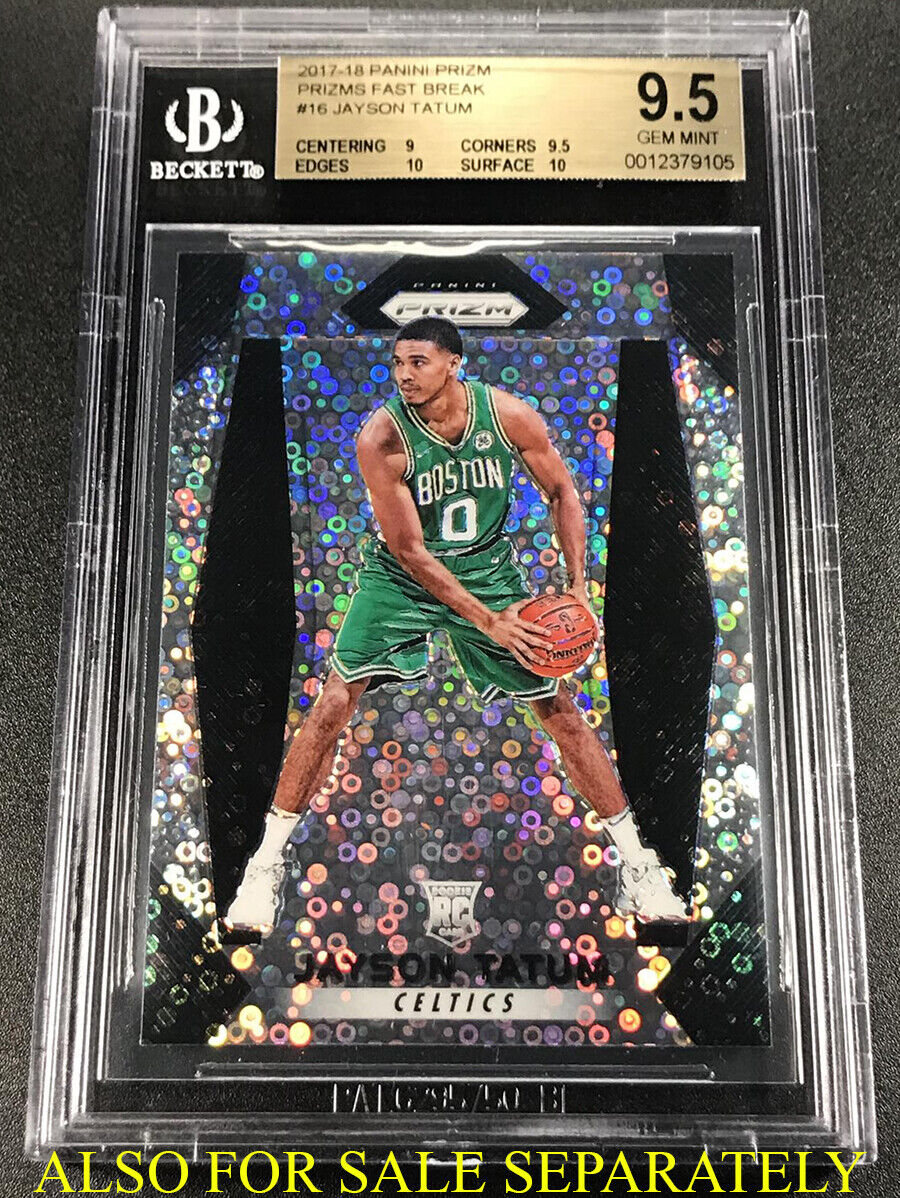 2017-18 PANINI PRIZM
PRIZMS FAST BREAK
#16 JAYSON TATUM
CENTERING 9 CORNERS 9.5
EDGES 10 SURFACE 10
9.5
GEM MINT
0012379105
B
BECKETT®
PANINI
PRIZM
BOSTON
0
ROOKIE
RC
CARD
JAYSON TATUM
CELTICS
ALSO FOR SALE SEPARATELY